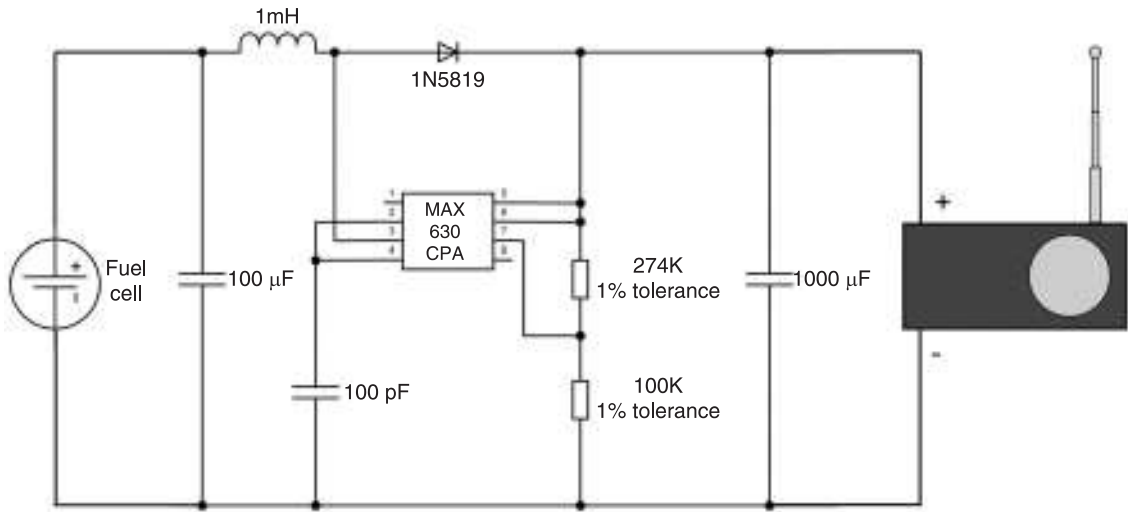 1mH
1N5819
MAX
630
CPA
1
2
3
4
5
6
7
8
Fuel
cell
+
-
100 µF
274K
1% tolerance
1000 µF
100 pF
100K
1% tolerance
+
-